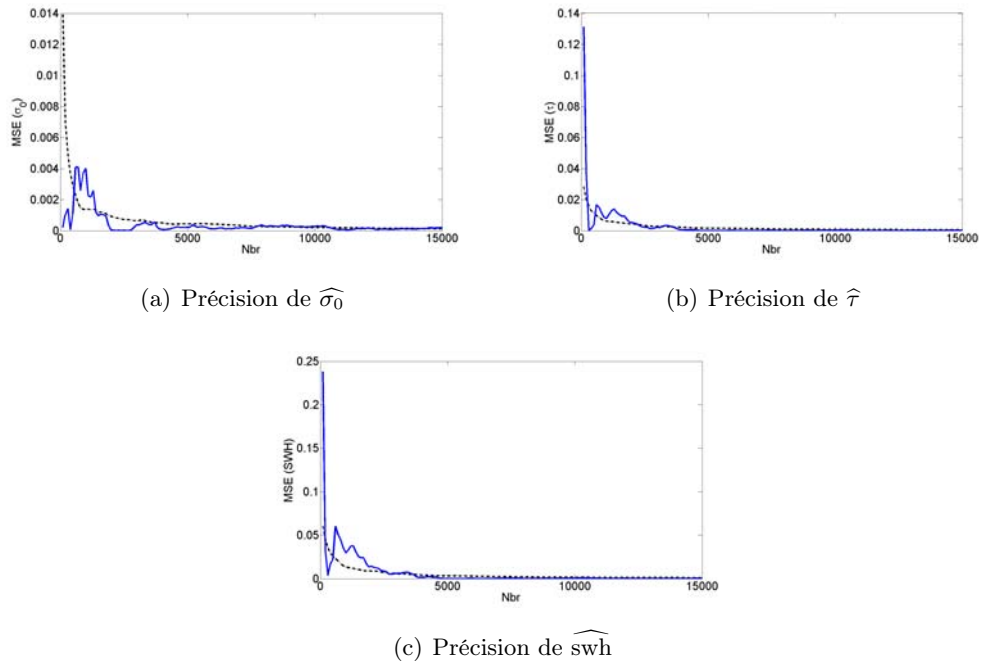 0.014
0.012
0.01
0.008
0.006
0.004
0.002
0
MSE (σ₀)
0 5000 10000 15000
Nbr
(a) Précision de σ̂₀
0.14
0.12
0.1
0.08
0.06
0.04
0.02
0
MSE (τ)
0 5000 10000 15000
Nbr
(b) Précision de τ̂
0.25
0.2
0.15
0.1
0.05
0
MSE (SWH)
0 5000 10000 15000
Nbr
(c) Précision de swĥ